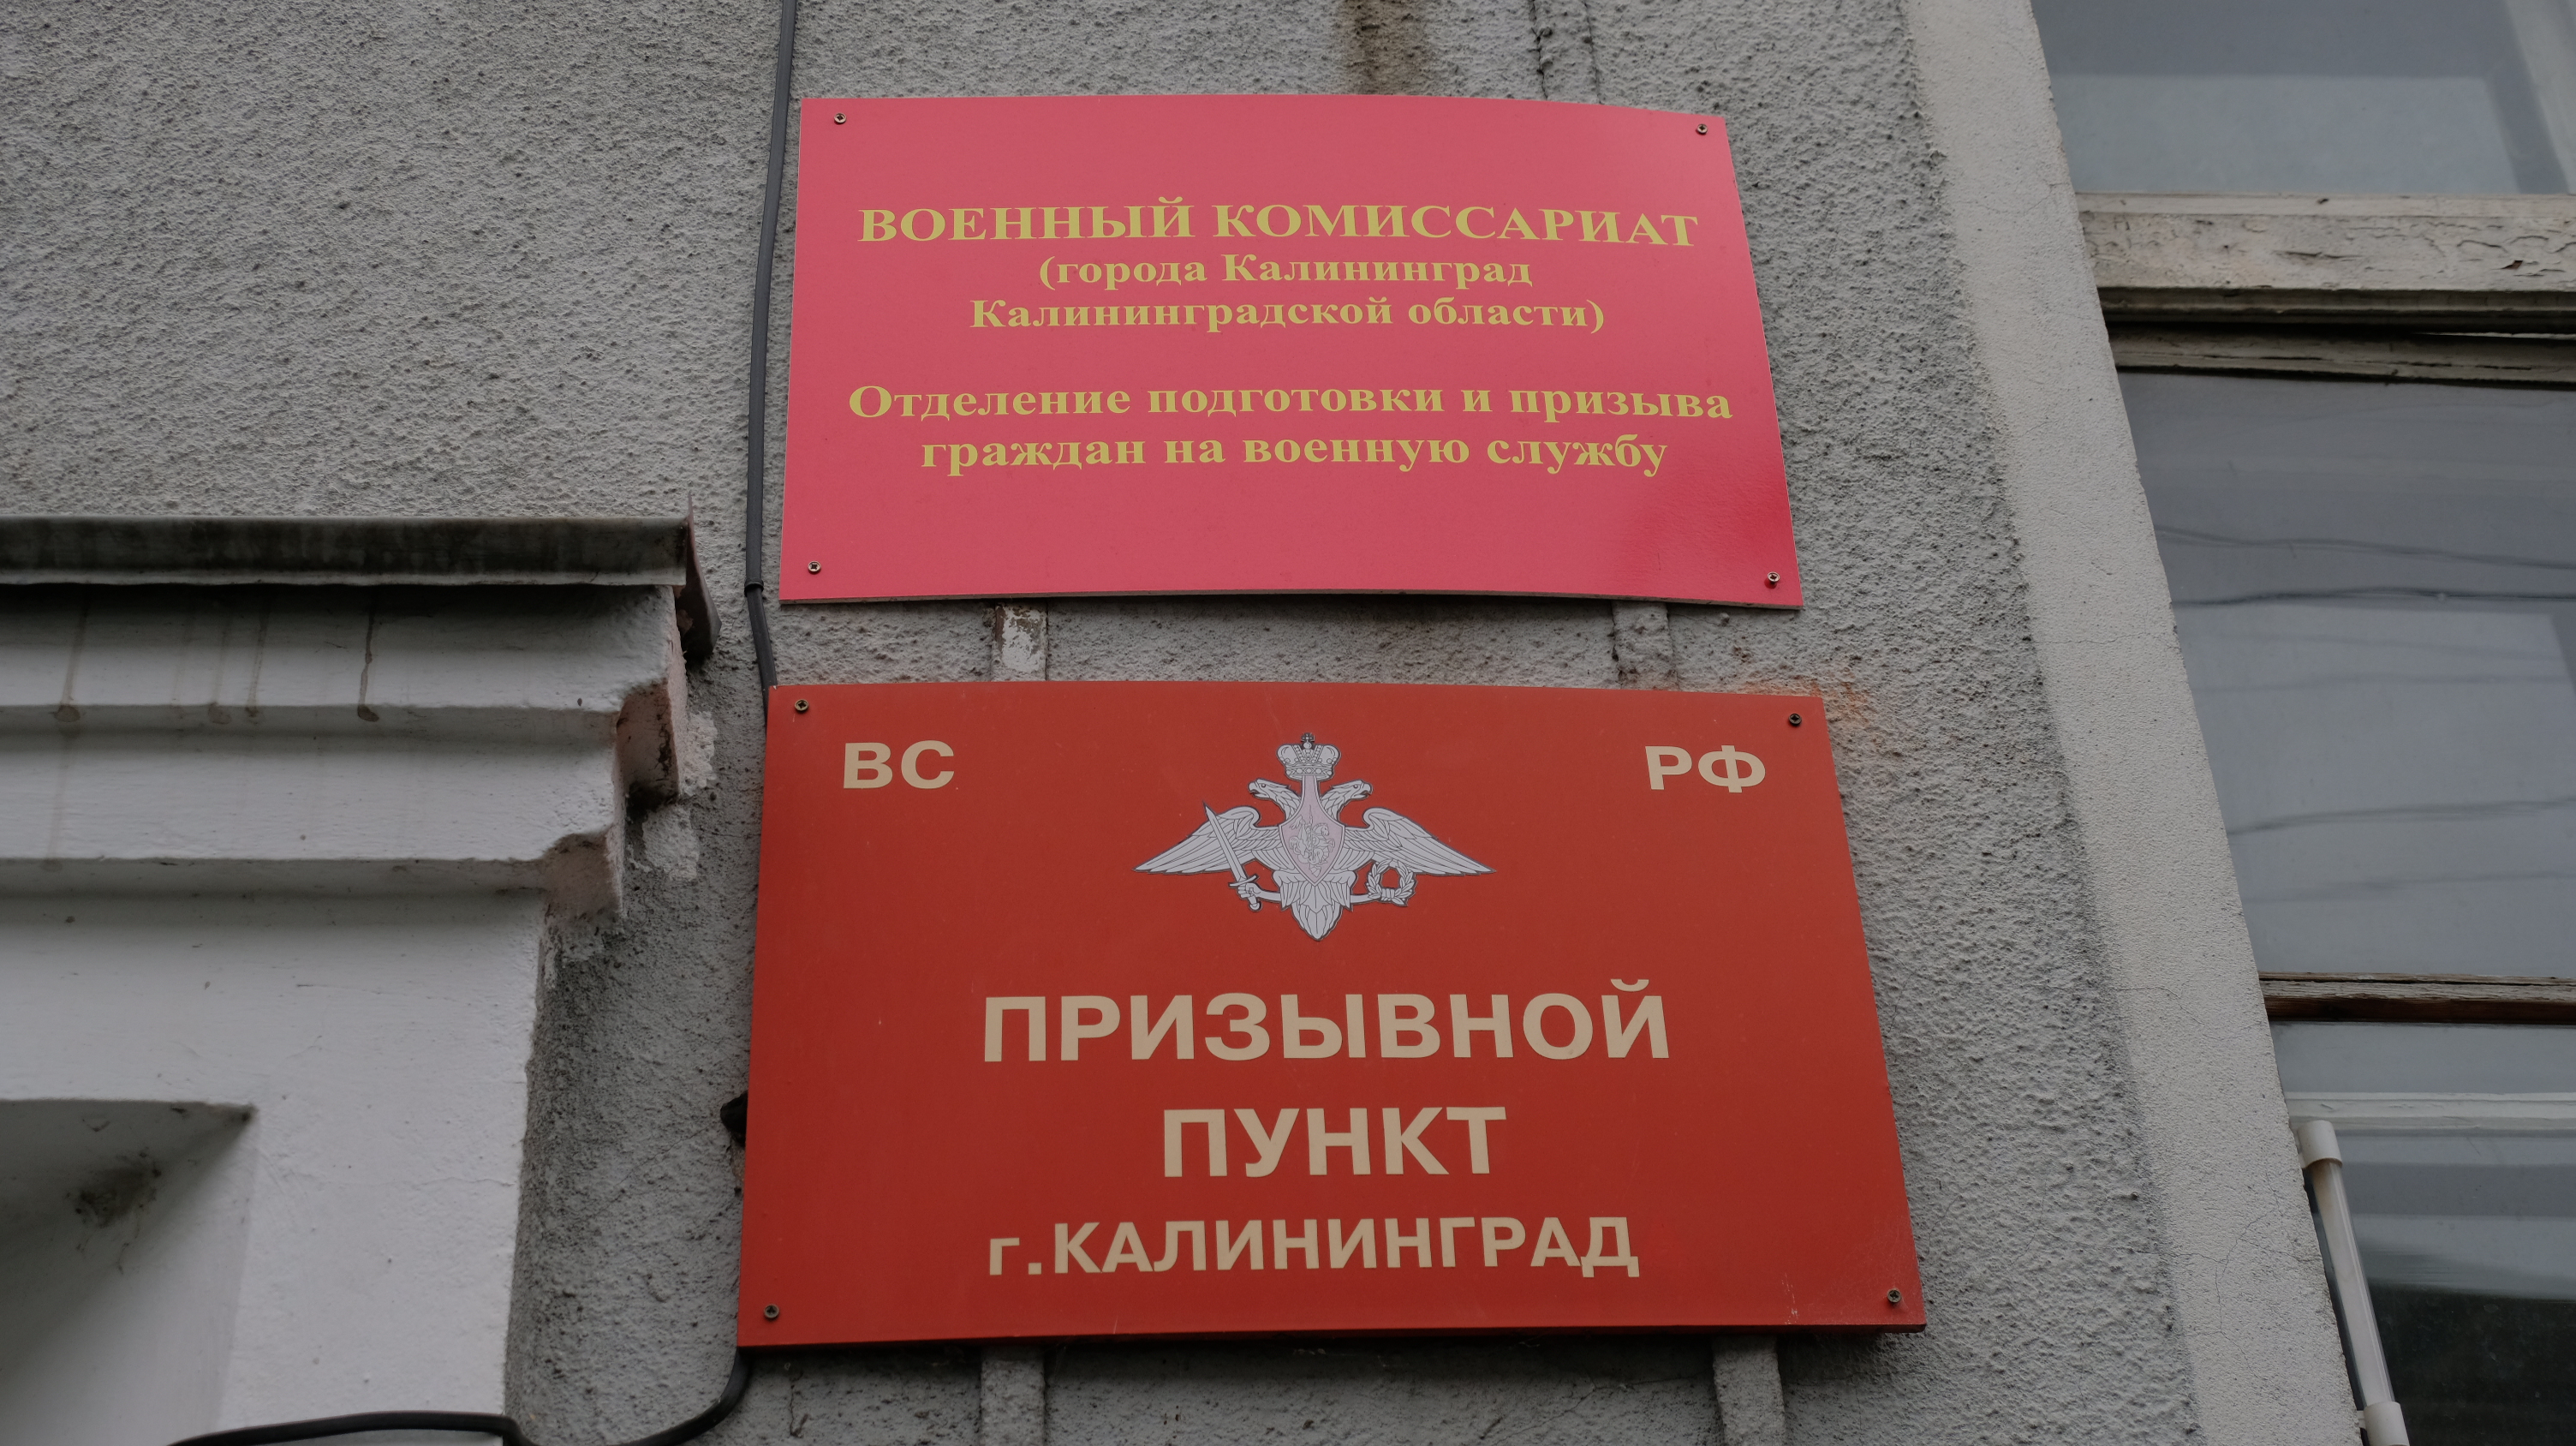 ВОЕННЫЙ КОМИССАРИАТ
(города Калининград
Калининградской области)
Отделение подготовки и призыва
граждан на военную службу
ВС РФ
ПРИЗЫВНОЙ
ПУНКТ
г.КАЛИНИНГРАД